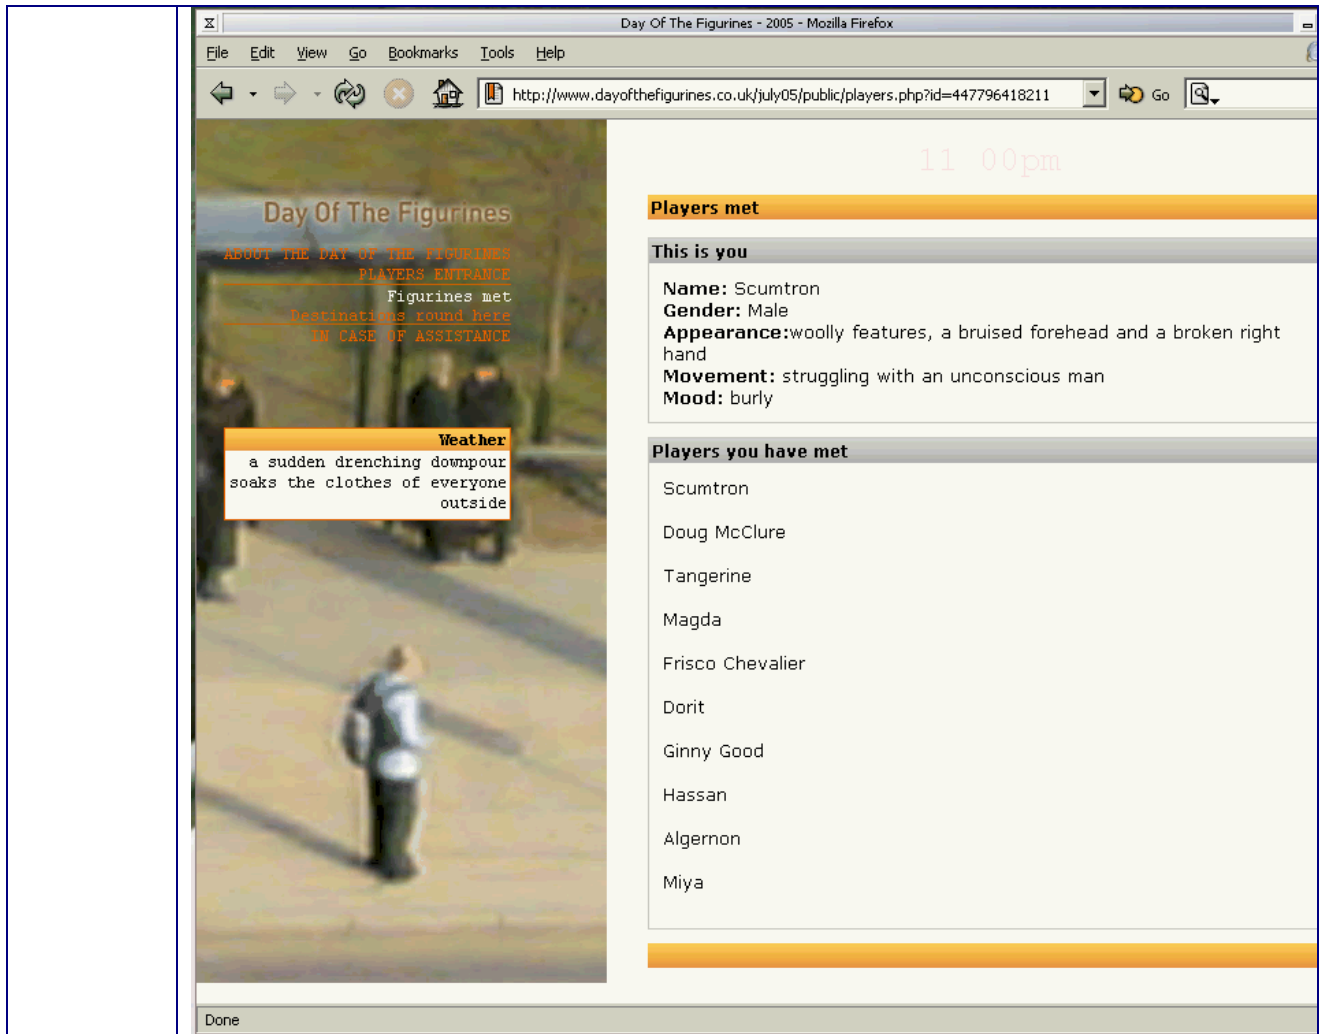 Day Of The Figurines - 2005 - Mozilla Firefox
File Edit View Go Bookmarks Tools Help
http://www.dayofthefigurines.co.uk/july05/public/players.php?id=447796418211 Go
Day Of The Figurines
ABOUT THE DAY OF THE FIGURINES
PLAYERS ENTRANCE
Figurines met
Destinations round here
IN CASE OF ASSISTANCE
Weather
a sudden drenching downpour
soaks the clothes of everyone
outside
11 00pm
Players met
This is you
Name: Scumtron
Gender: Male
Appearance:woolly features, a bruised forehead and a broken right
hand
Movement: struggling with an unconscious man
Mood: burly
Players you have met
Scumtron
Doug McClure
Tangerine
Magda
Frisco Chevalier
Dorit
Ginny Good
Hassan
Algernon
Miya
Done